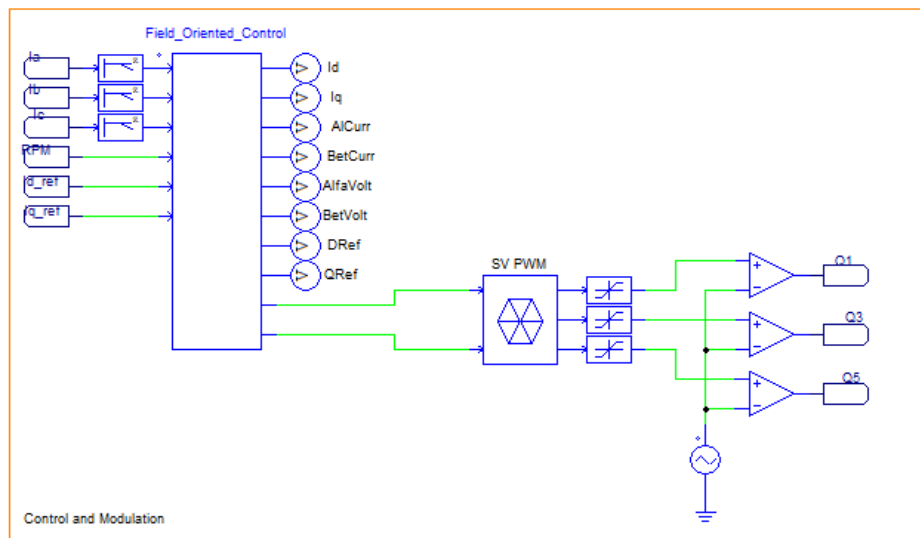 Field_Oriented_Control
Ia
Ib
Ic
RPM
Id_ref
Iq_ref
Id
Iq
AlCurr
BetCurr
AlfaVolt
BetVolt
DRef
QRef
SV PWM
Q1
Q3
Q5
Control and Modulation